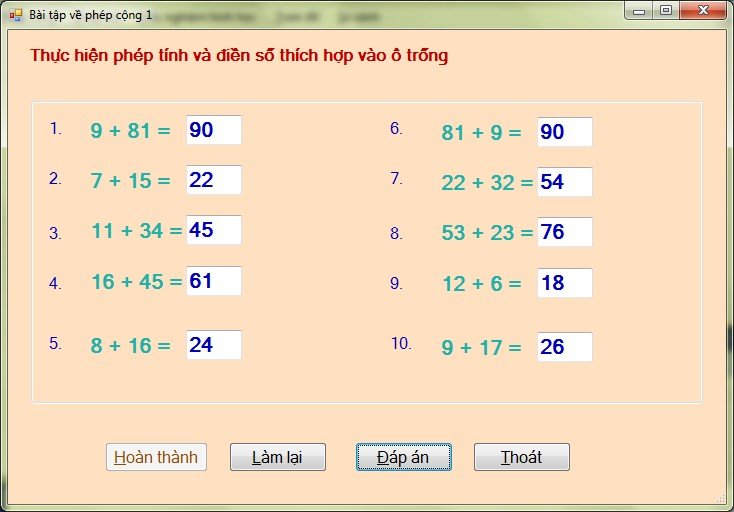 Bài tập về phép cộng 1
Thực hiện phép tính và điền số thích hợp vào ô trống
1. 9 + 81 = 90
2. 7 + 15 = 22
3. 11 + 34 = 45
4. 16 + 45 = 61
5. 8 + 16 = 24
6. 81 + 9 = 90
7. 22 + 32 = 54
8. 53 + 23 = 76
9. 12 + 6 = 18
10. 9 + 17 = 26
Hoàn thành Làm lại Đáp án Thoát